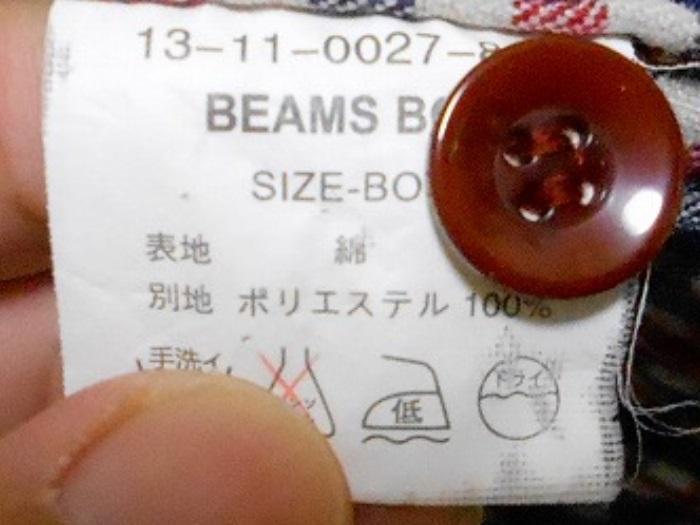 13-11-0027-8
BEAMS BO
SIZE-BO
表地 綿
別地 ポリエステル 100%
手洗イ
低
ドライ